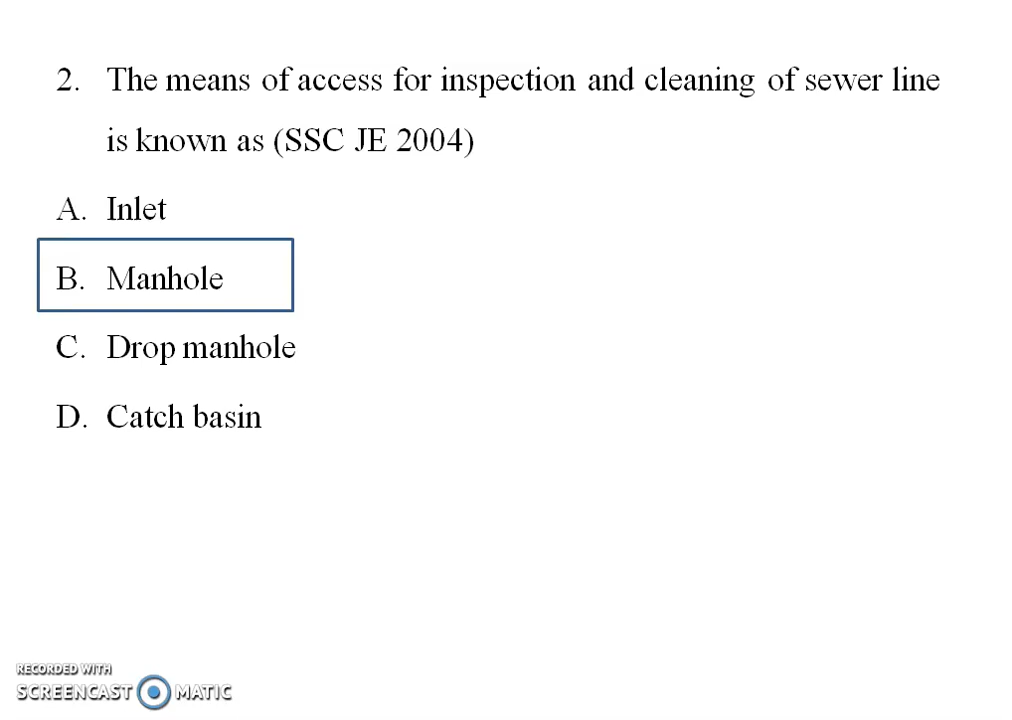 2. The means of access for inspection and cleaning of sewer line
is known as (SSC JE 2004)
A. Inlet
B. Manhole
C. Drop manhole
D. Catch basin
RECORDED WITH
SCREENCAST MATIC